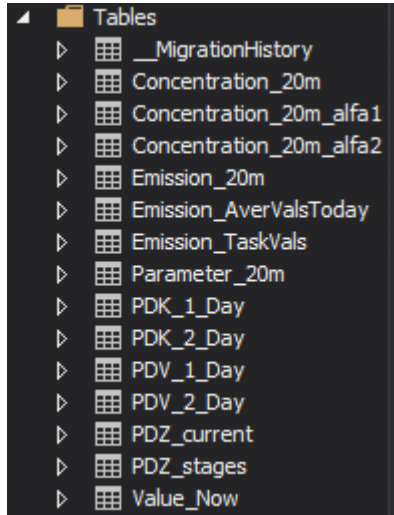 Tables
__MigrationHistory
Concentration_20m
Concentration_20m_alfa1
Concentration_20m_alfa2
Emission_20m
Emission_AverValsToday
Emission_TaskVals
Parameter_20m
PDK_1_Day
PDK_2_Day
PDV_1_Day
PDV_2_Day
PDZ_current
PDZ_stages
Value_Now